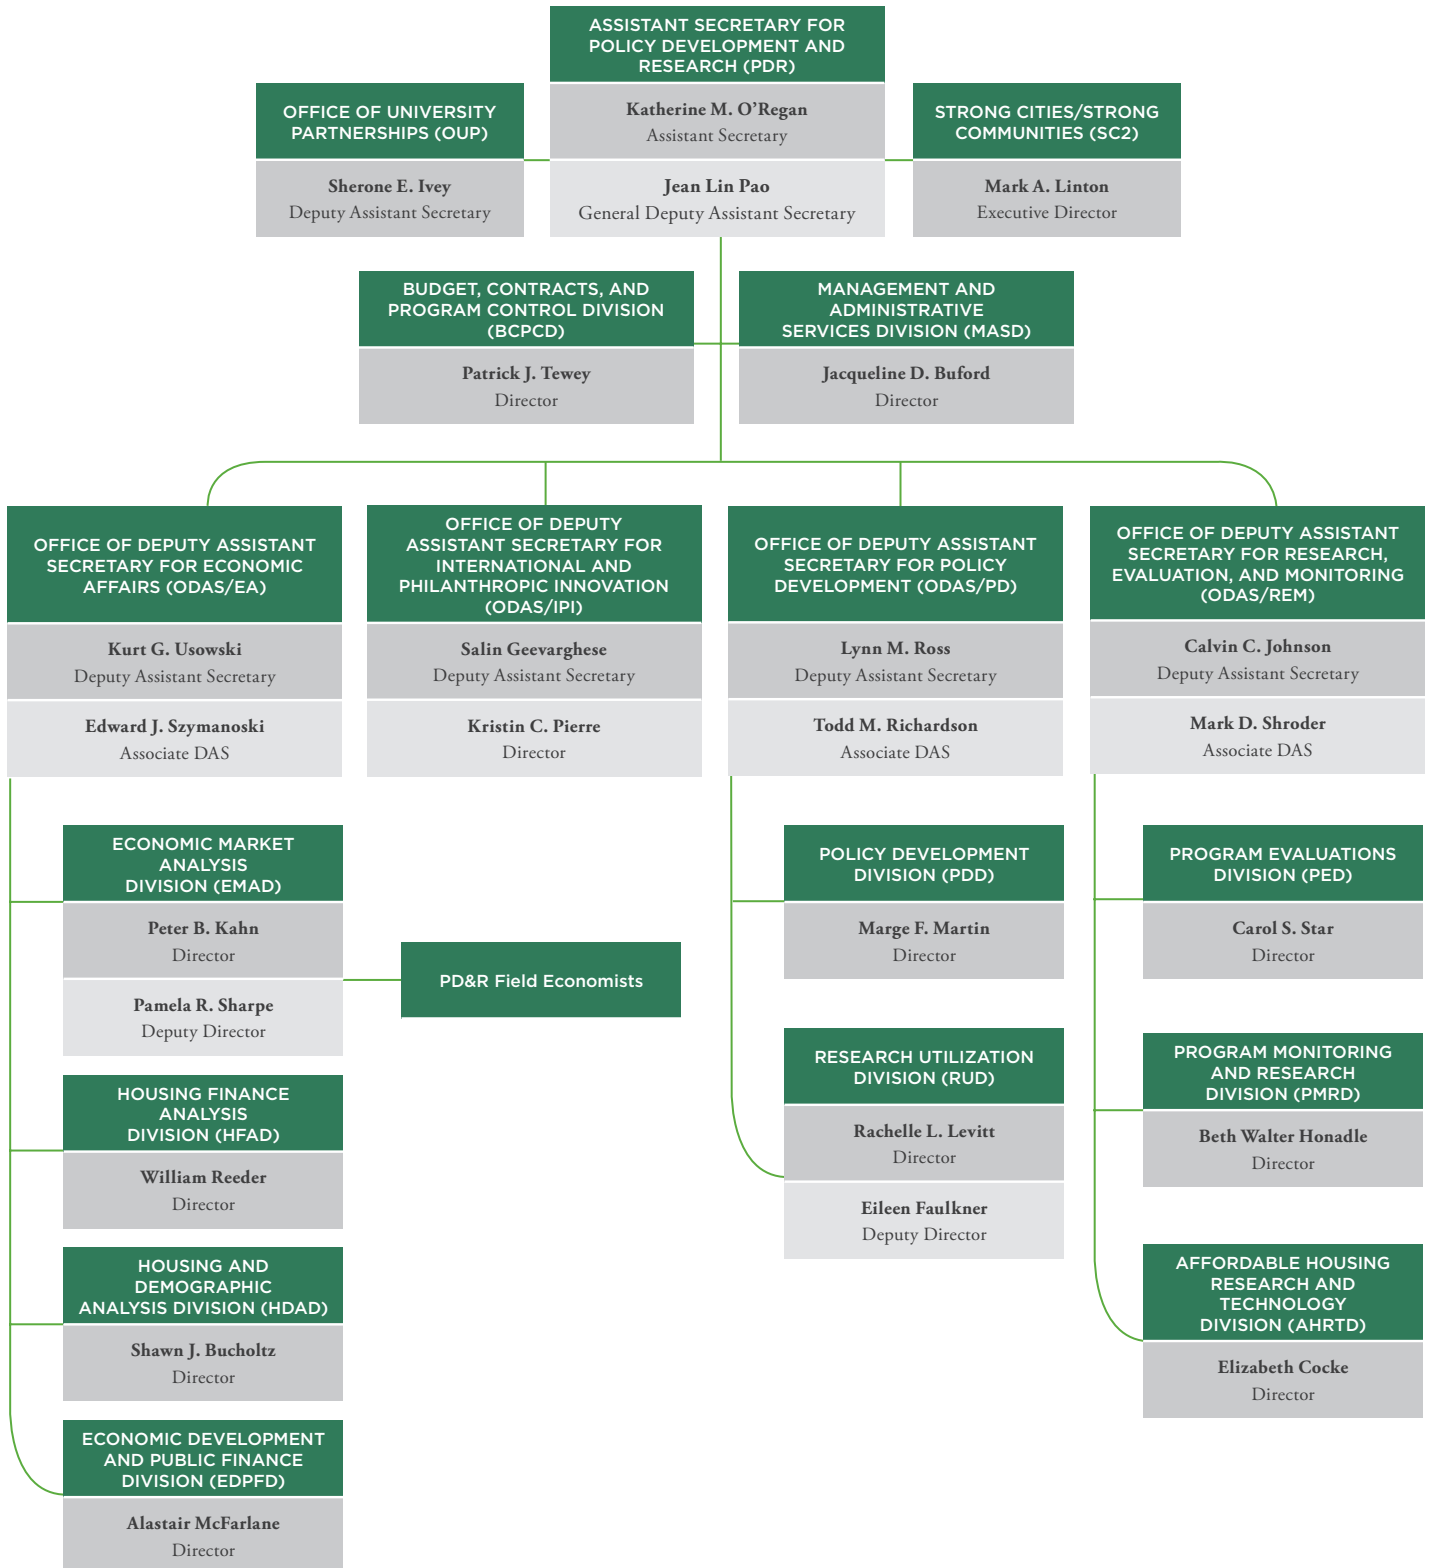 ASSISTANT SECRETARY FOR
POLICY DEVELOPMENT AND
RESEARCH (PDR)
Katherine M. O’Regan
Assistant Secretary
Jean Lin Pao
General Deputy Assistant Secretary
OFFICE OF UNIVERSITY
PARTNERSHIPS (OUP)
Sherone E. Ivey
Deputy Assistant Secretary
STRONG CITIES/STRONG
COMMUNITIES (SC2)
Mark A. Linton
Executive Director
BUDGET, CONTRACTS, AND
PROGRAM CONTROL DIVISION
(BCPCD)
Patrick J. Tewey
Director
MANAGEMENT AND
ADMINISTRATIVE
SERVICES DIVISION (MASD)
Jacqueline D. Buford
Director
OFFICE OF DEPUTY ASSISTANT
SECRETARY FOR ECONOMIC
AFFAIRS (ODAS/EA)
Kurt G. Usowski
Deputy Assistant Secretary
Edward J. Szymanoski
Associate DAS
OFFICE OF DEPUTY
ASSISTANT SECRETARY FOR
INTERNATIONAL AND
PHILANTHROPIC INNOVATION
(ODAS/IPI)
Salin Geevarghese
Deputy Assistant Secretary
Kristin C. Pierre
Director
OFFICE OF DEPUTY ASSISTANT
SECRETARY FOR POLICY
DEVELOPMENT (ODAS/PD)
Lynn M. Ross
Deputy Assistant Secretary
Todd M. Richardson
Associate DAS
OFFICE OF DEPUTY ASSISTANT
SECRETARY FOR RESEARCH,
EVALUATION, AND MONITORING
(ODAS/REM)
Calvin C. Johnson
Deputy Assistant Secretary
Mark D. Shroder
Associate DAS
ECONOMIC MARKET
ANALYSIS
DIVISION (EMAD)
Peter B. Kahn
Director
Pamela R. Sharpe
Deputy Director
PD&R Field Economists
HOUSING FINANCE
ANALYSIS
DIVISION (HFAD)
William Reeder
Director
HOUSING AND
DEMOGRAPHIC
ANALYSIS DIVISION (HDAD)
Shawn J. Bucholtz
Director
ECONOMIC DEVELOPMENT
AND PUBLIC FINANCE
DIVISION (EDPFD)
Alastair McFarlane
Director
POLICY DEVELOPMENT
DIVISION (PDD)
Marge F. Martin
Director
RESEARCH UTILIZATION
DIVISION (RUD)
Rachelle L. Levitt
Director
Eileen Faulkner
Deputy Director
PROGRAM EVALUATIONS
DIVISION (PED)
Carol S. Star
Director
PROGRAM MONITORING
AND RESEARCH
DIVISION (PMRD)
Beth Walter Honadle
Director
AFFORDABLE HOUSING
RESEARCH AND
TECHNOLOGY
DIVISION (AHRTD)
Elizabeth Cocke
Director